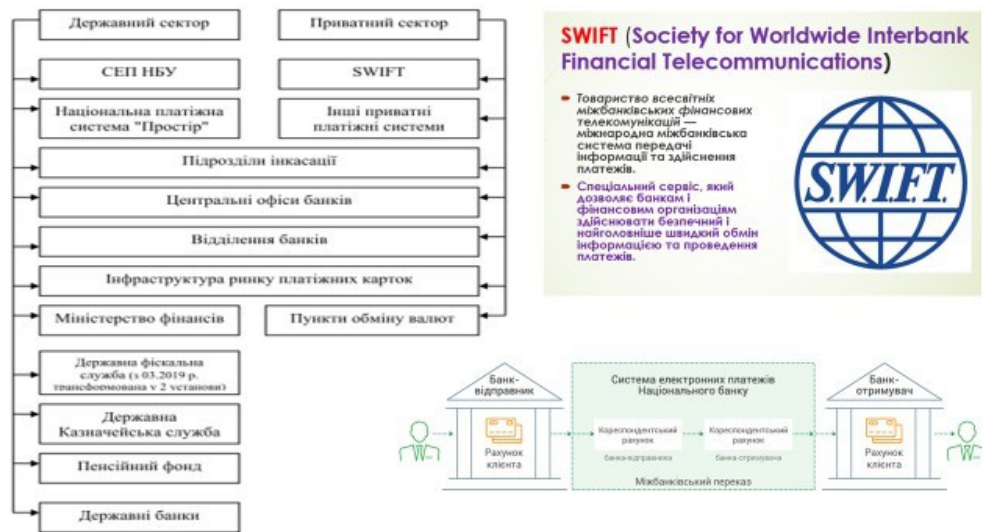 Державний сектор
Приватний сектор
СЕП НБУ
SWIFT
Національна платіжна
система "Простір"
Інші приватні
платіжні системи
Підрозділи інкасації
Центральні офіси банків
Відділення банків
Інфраструктура ринку платіжних карток
Міністерство фінансів
Пункти обміну валют
Державна фіскальна
служба (з 03.2019 р.
трансформована у 2 установи)
Державна
Казначейська служба
Пенсійний фонд
Державні банки
SWIFT (Society for Worldwide Interbank
Financial Telecommunications)
Товариство всесвітніх
міжбанківських фінансових
телекомунікацій —
міжнародна міжбанківська
система передачі
інформації та здійснення
платежів.
Спеціальний сервіс, який
дозволяє банкам і
фінансовим організаціям
здійснювати безпечний і
найголовніше швидкий обмін
інформацією та проведення
платежів.
S.W.I.F.T.
Банк-
відправник
Рахунок
клієнта
Система електронних платежів
Національного банку
Кореспондентський
рахунок
банка-відправника
Кореспондентський
рахунок
банка-отримувача
Міжбанківський переказ
Банк-
отримувач
Рахунок
клієнта